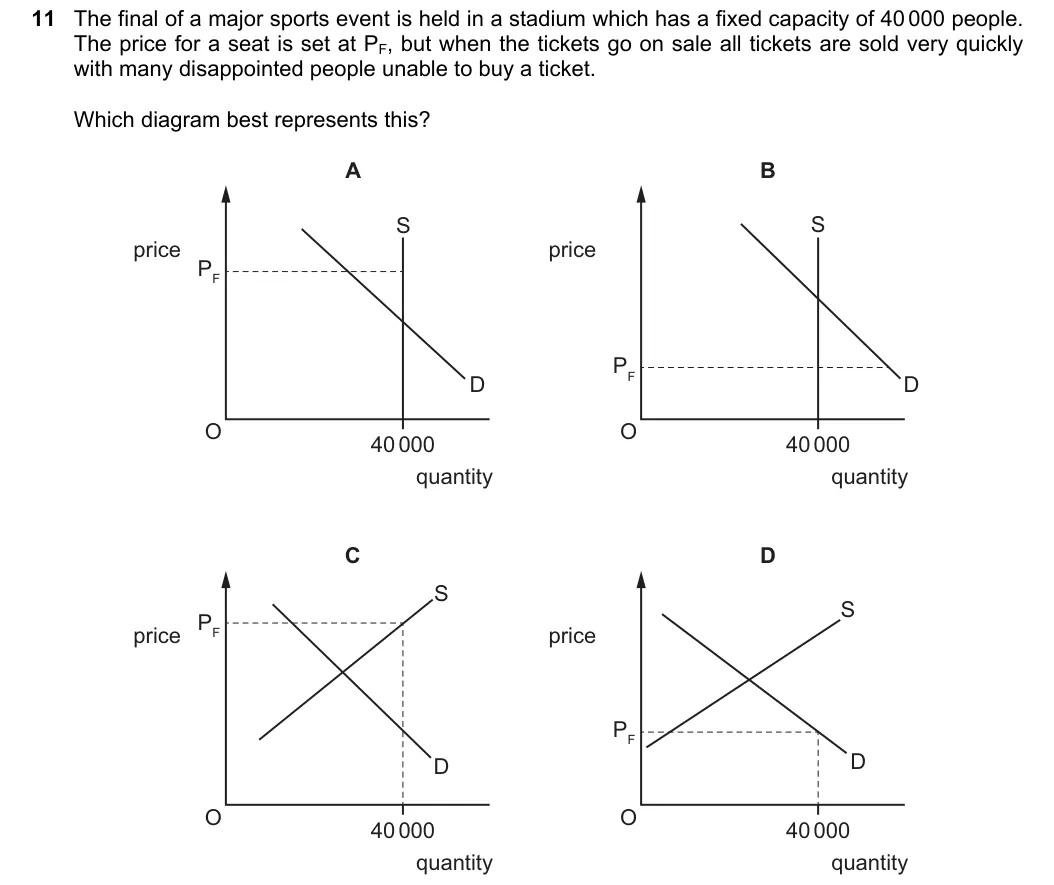 11 The final of a major sports event is held in a stadium which has a fixed capacity of 40 000 people.
The price for a seat is set at PF, but when the tickets go on sale all tickets are sold very quickly
with many disappointed people unable to buy a ticket.
Which diagram best represents this?
A
price
PF
S
D
O
40 000
quantity
B
price
PF
S
D
O
40 000
quantity
C
price
PF
S
D
O
40 000
quantity
D
price
PF
S
D
O
40 000
quantity